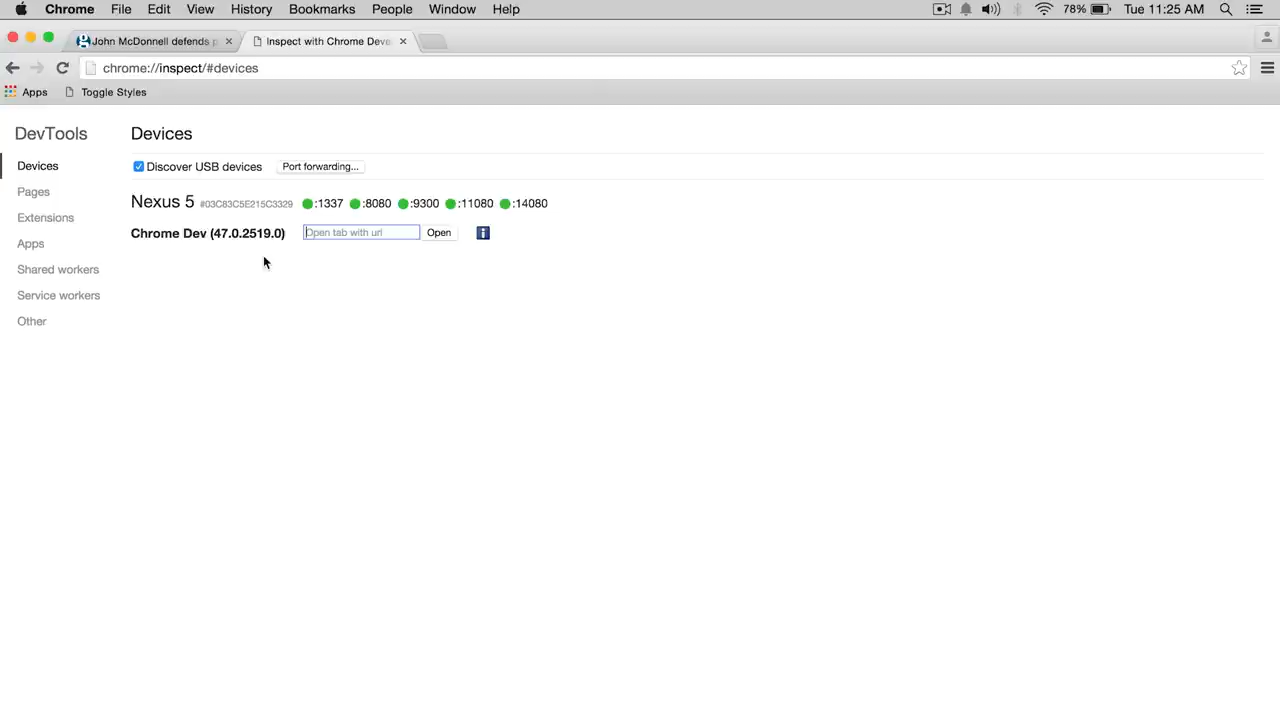 Chrome File Edit View History Bookmarks People Window Help 78% Tue 11:25 AM
John McDonnell defends p Inspect with Chrome Deve
chrome://inspect/#devices
Apps Toggle Styles
DevTools
Devices
Pages
Extensions
Apps
Shared workers
Service workers
Other
Devices
Discover USB devices Port forwarding...
Nexus 5 #03C83C5E215C3329 :1337 :8080 :9300 :11080 :14080
Chrome Dev (47.0.2519.0) Open tab with url Open